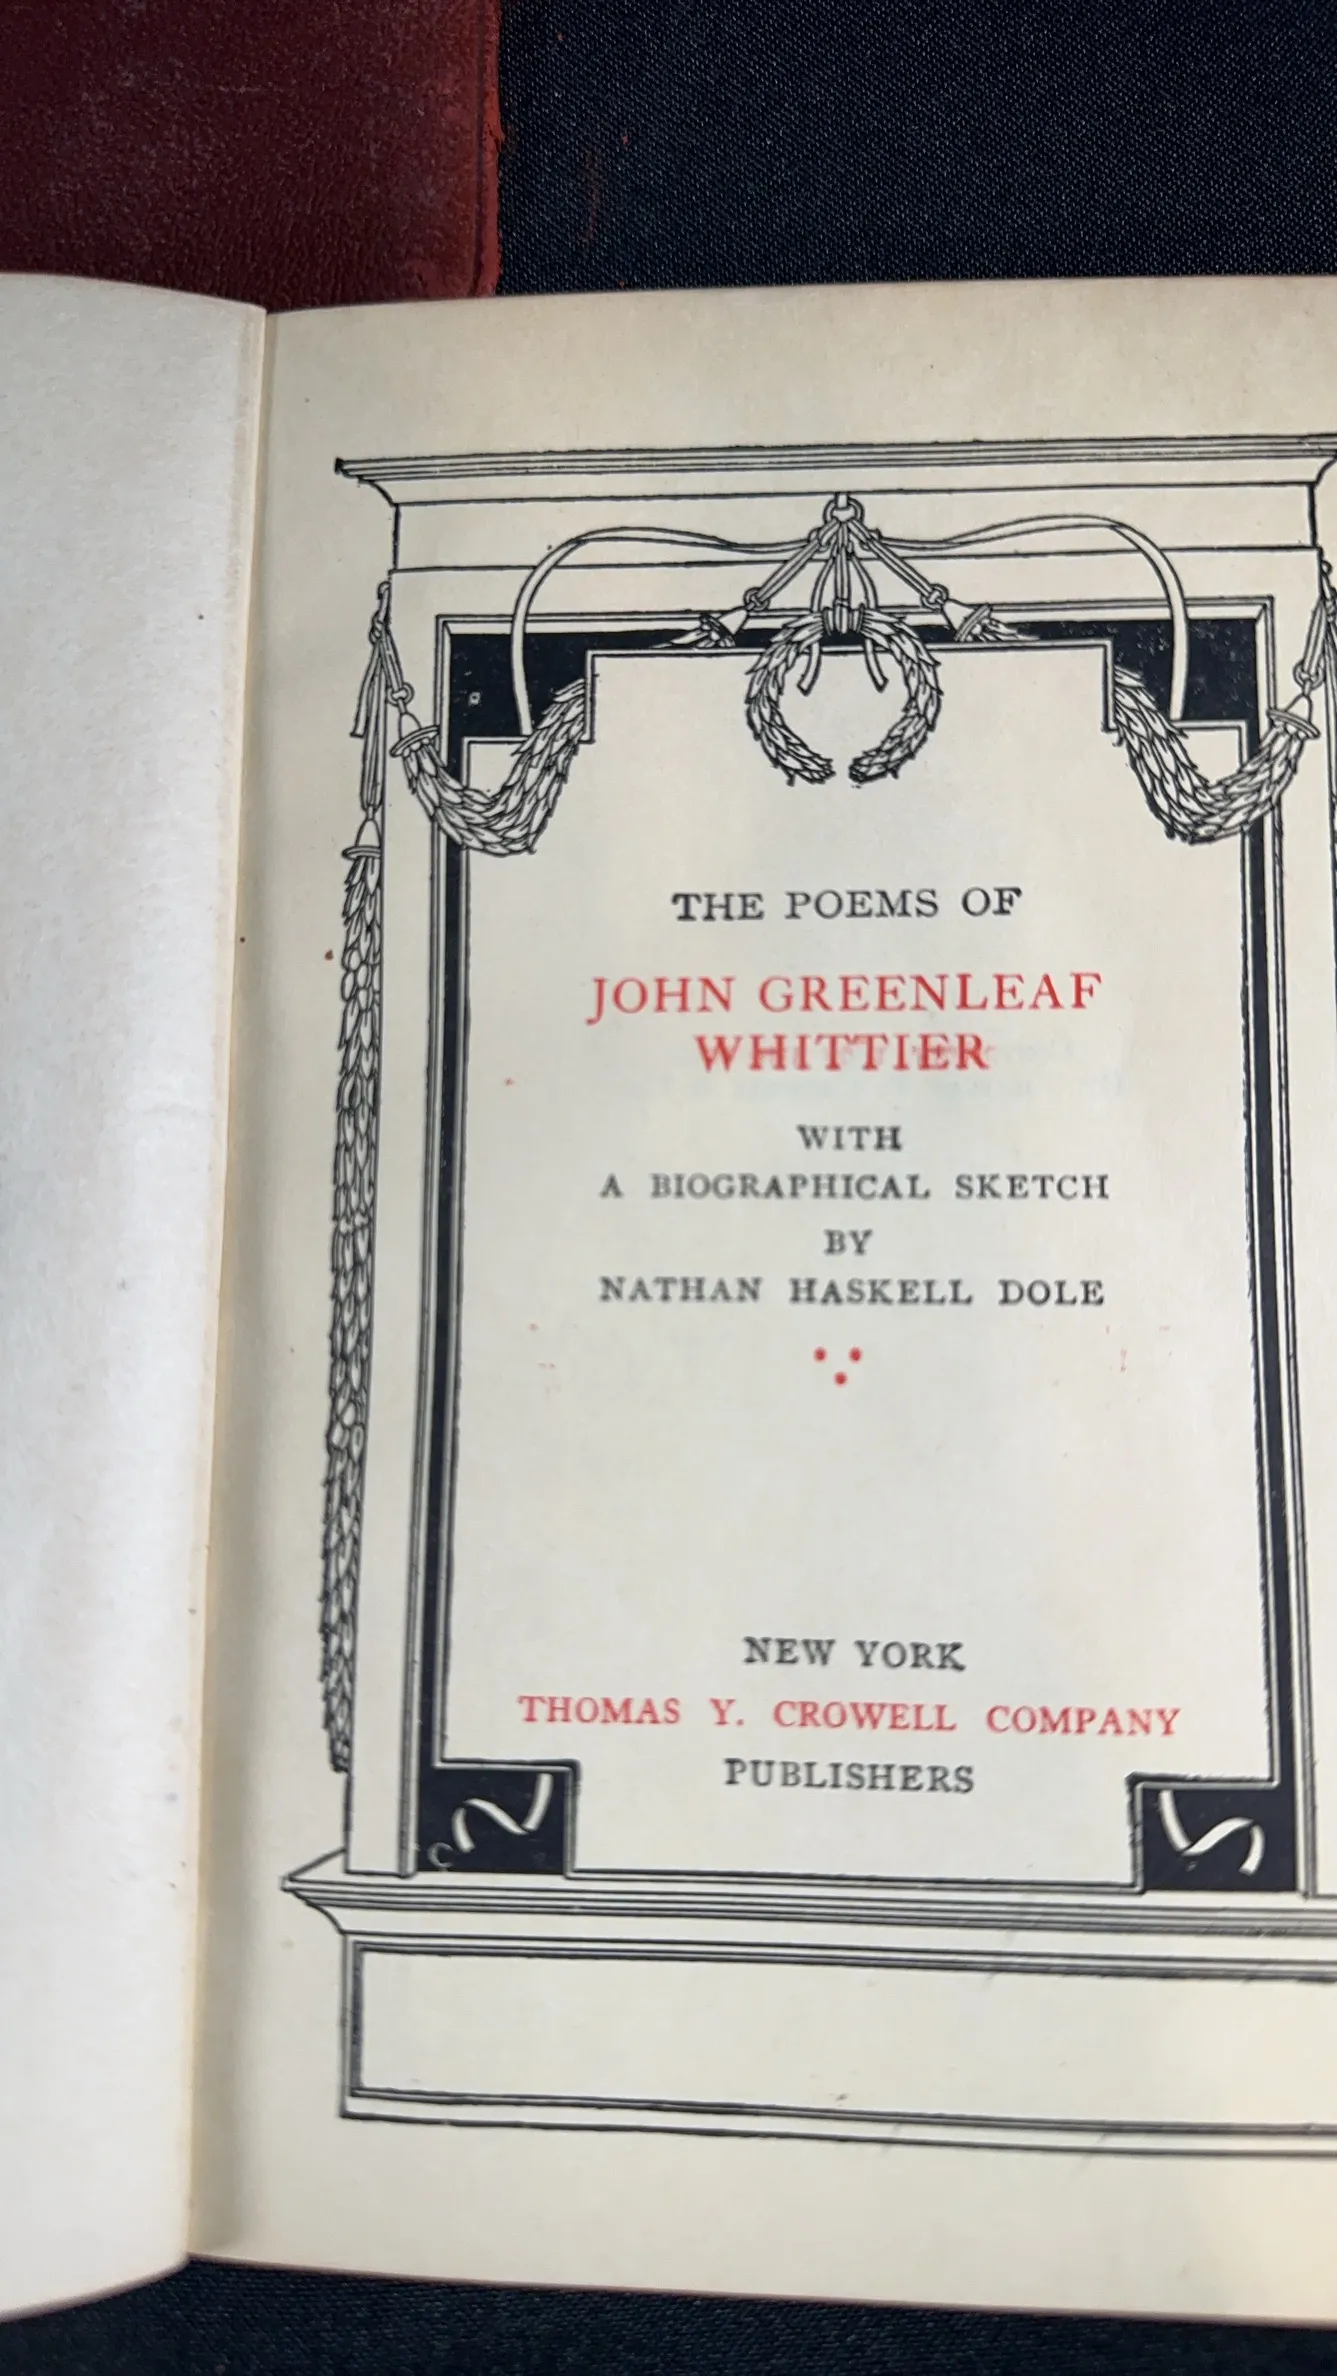 THE POEMS OF
JOHN GREENLEAF
WHITTIER
WITH
A BIOGRAPHICAL SKETCH
BY
NATHAN HASKELL DOLE
NEW YORK
THOMAS Y. CROWELL COMPANY
PUBLISHERS